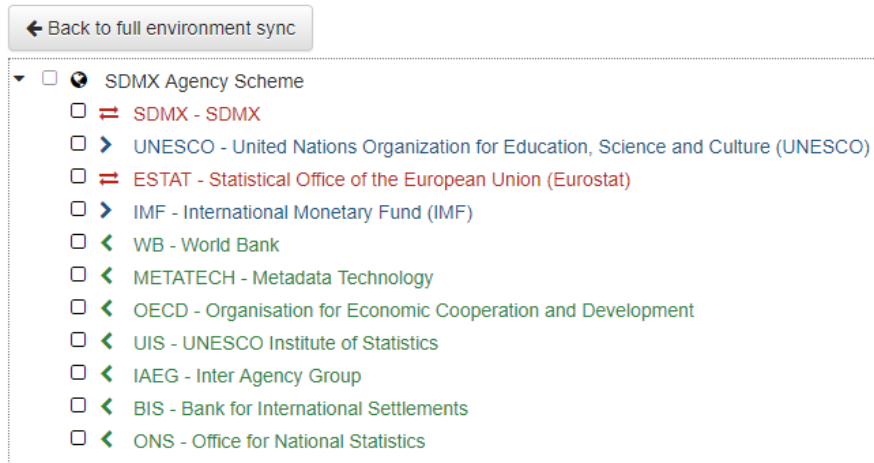 Back to full environment sync
SDMX Agency Scheme
SDMX - SDMX
UNESCO - United Nations Organization for Education, Science and Culture (UNESCO)
ESTAT - Statistical Office of the European Union (Eurostat)
IMF - International Monetary Fund (IMF)
WB - World Bank
METATECH - Metadata Technology
OECD - Organisation for Economic Cooperation and Development
UIS - UNESCO Institute of Statistics
IAEG - Inter Agency Group
BIS - Bank for International Settlements
ONS - Office for National Statistics